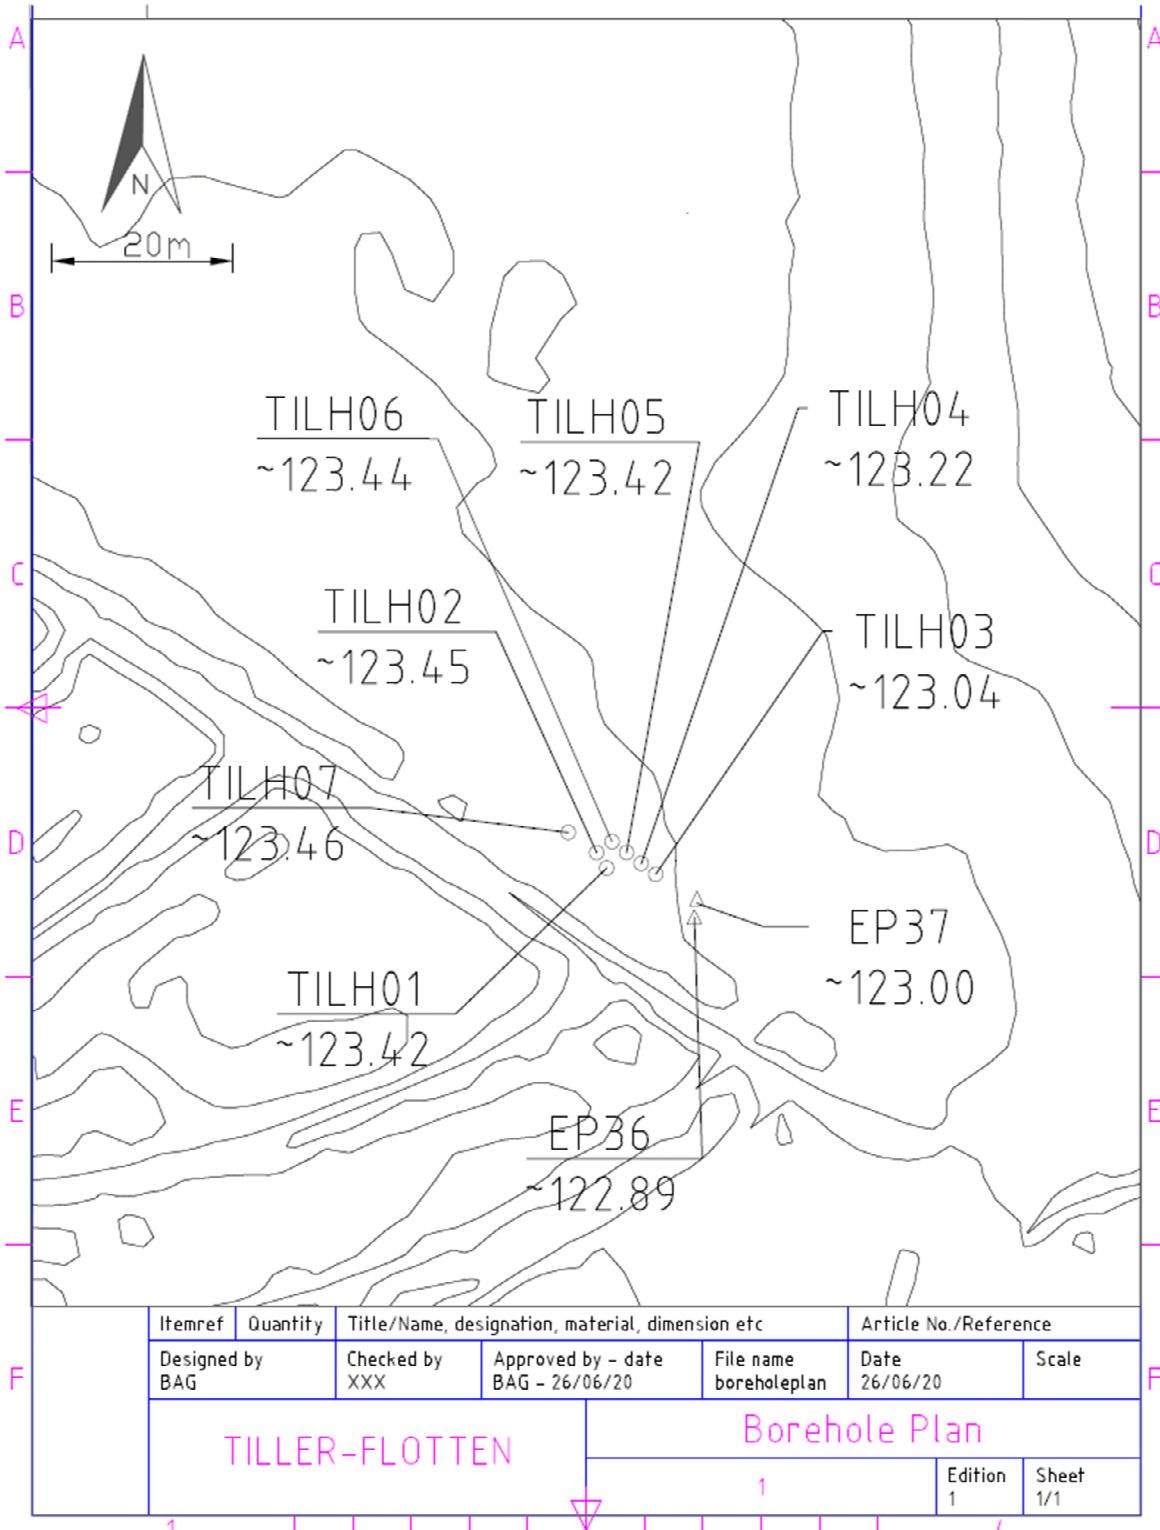 A A
N
20m
B B
TILH06
~123.44
TILH05
~123.42
TILH04
~123.22
C C
TILH02
~123.45
TILH03
~123.04
TILH07
~123.46
D D
EP37
~123.00
TILH01
~123.42
E E
EP36
~122.89
Itemref Quantity Title/Name, designation, material, dimension etc Article No./Reference
Designed by
BAG
Checked by
XXX
Approved by - date
BAG - 26/06/20
File name
boreholeplan
Date
26/06/20
Scale
F F
TILLER-FLOTTEN
Borehole Plan
1
Edition
1
Sheet
1/1